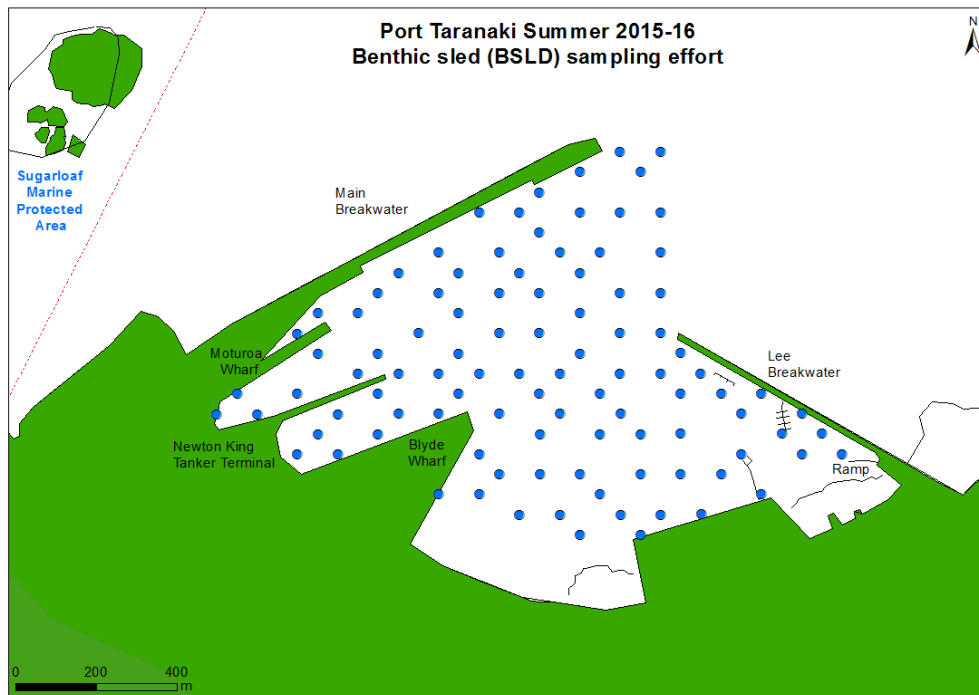 Port Taranaki Summer 2015-16
Benthic sled (BSLD) sampling effort
N
Sugarloaf
Marine
Protected
Area
Main
Breakwater
Moturoa
Wharf
Lee
Breakwater
Newton King
Tanker Terminal
Blyde
Wharf
Ramp
0 200 400
m